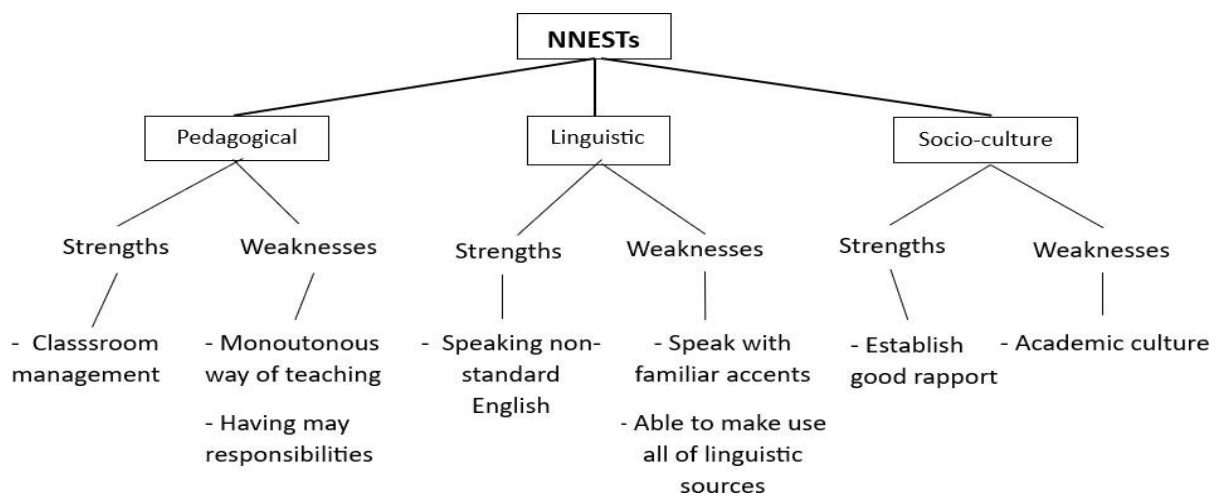 NNESTs
Pedagogical
Linguistic
Socio-culture
Strengths
Weaknesses
Strengths
Weaknesses
Strengths
Weaknesses
- Classsroom
management
- Monoutonous
way of teaching
- Having may
responsibilities
- Speaking non-
standard
English
- Speak with
familiar accents
- Able to make use
all of linguistic
sources
- Establish
good rapport
- Academic culture